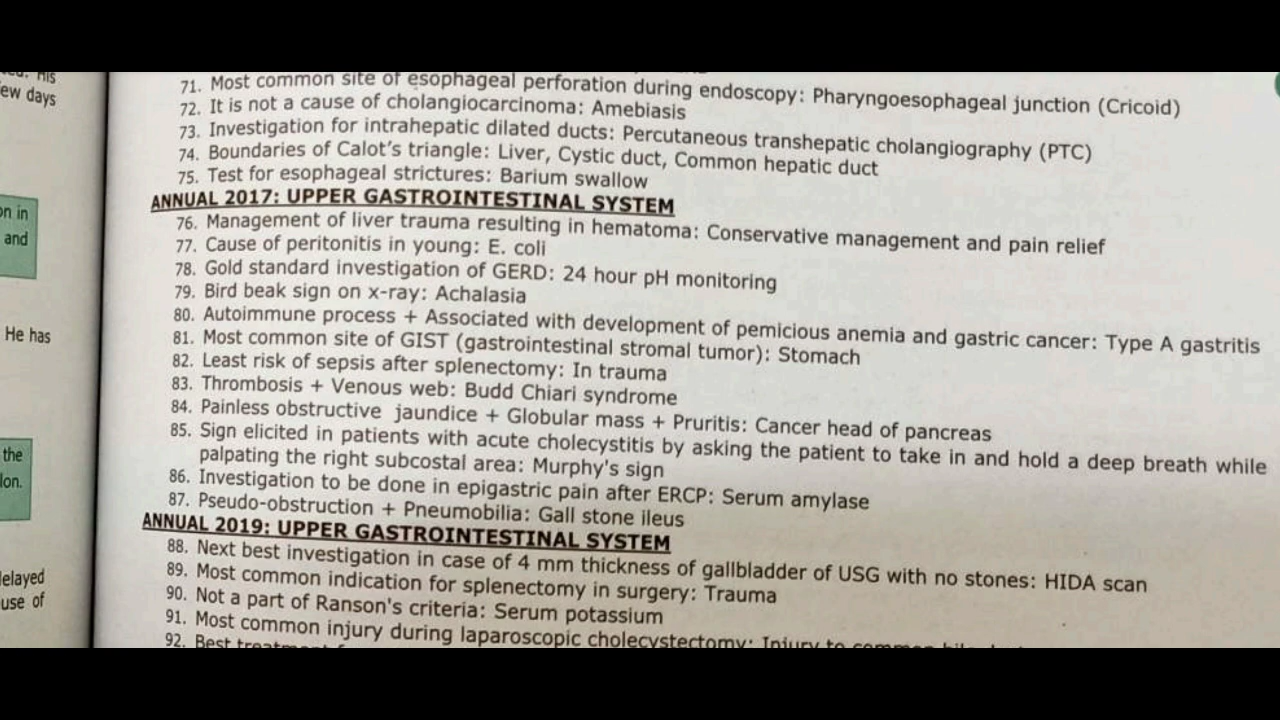 His
ew days
on in
and
He has
the
lon.
elayed
use of
71. Most common site of esophageal perforation during endoscopy: Pharyngoesophageal junction (Cricoid)
72. It is not a cause of cholangiocarcinoma: Amebiasis
73. Investigation for intrahepatic dilated ducts: Percutaneous transhepatic cholangiography (PTC)
74. Boundaries of Calot's triangle: Liver, Cystic duct, Common hepatic duct
75. Test for esophageal strictures: Barium swallow
ANNUAL 2017: UPPER GASTROINTESTINAL SYSTEM
76. Management of liver trauma resulting in hematoma: Conservative management and pain relief
77. Cause of peritonitis in young: E. coli
78. Gold standard investigation of GERD: 24 hour pH monitoring
79. Bird beak sign on x-ray: Achalasia
80. Autoimmune process + Associated with development of pemicious anemia and gastric cancer: Type A gastritis
81. Most common site of GIST (gastrointestinal stromal tumor): Stomach
82. Least risk of sepsis after splenectomy: In trauma
83. Thrombosis + Venous web: Budd Chiari syndrome
84. Painless obstructive jaundice + Globular mass + Pruritis: Cancer head of pancreas
85. Sign elicited in patients with acute cholecystitis by asking the patient to take in and hold a deep breath while
palpating the right subcostal area: Murphy's sign
86. Investigation to be done in epigastric pain after ERCP: Serum amylase
87. Pseudo-obstruction + Pneumobilia: Gall stone ileus
ANNUAL 2019: UPPER GASTROINTESTINAL SYSTEM
88. Next best investigation in case of 4 mm thickness of gallbladder of USG with no stones: HIDA scan
89. Most common indication for splenectomy in surgery: Trauma
90. Not a part of Ranson's criteria: Serum potassium
91. Most common injury during laparoscopic cholecystectomy: Injury to common
92. Best